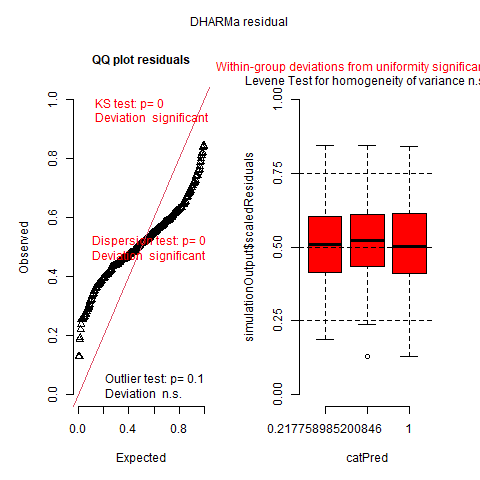 DHARMa residual
QQ plot residuals
KS test: p= 0
Deviation significant
Dispersion test: p= 0
Deviation significant
Outlier test: p= 0.1
Deviation n.s.
Observed
0.0 0.2 0.4 0.6 0.8 1.0
0.0 0.4 0.8
Expected
Within-group deviations from uniformity significan
Levene Test for homogeneity of variance n.s
simulationOutput$scaledResiduals
0.00 0.25 0.50 0.75 1.00
0.217758985200846 1
catPred